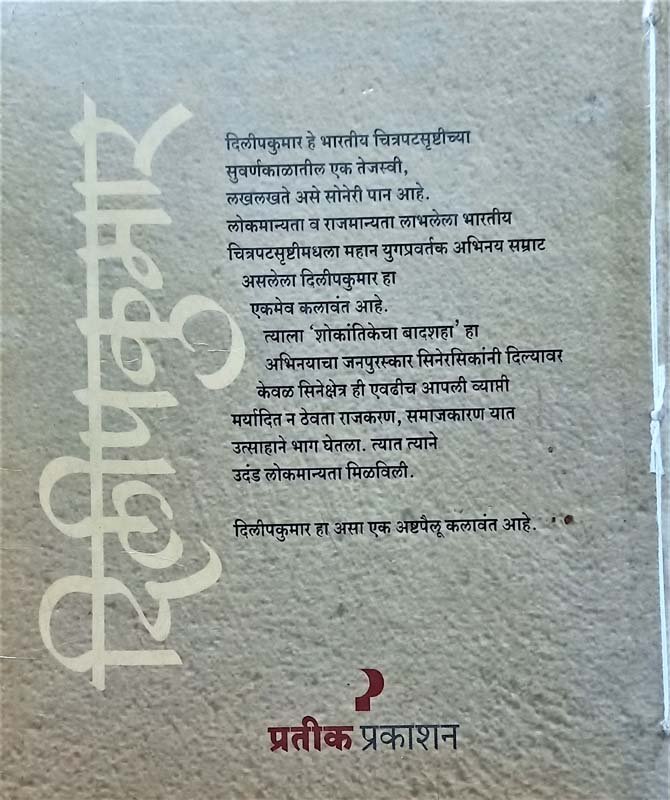 दिलीपकुमार
दिलीपकुमार हे भारतीय चित्रपटसृष्टीच्या
सुवर्णकाळातील एक तेजस्वी,
लखलखते असे सोनेरी पान आहे.
लोकमान्यता व राजमान्यता लाभलेला भारतीय
चित्रपटसृष्टीमधला महान युगप्रवर्तक अभिनय सम्राट
असलेला दिलीपकुमार हा
एकमेव कलावंत आहे.
त्याला ‘शोकांतिकेचा बादशहा’ हा
अभिनयाचा जनपुरस्कार सिनेरसिकांनी दिल्यावर
केवळ सिनेक्षेत्र ही एवढीच आपली व्याप्ती
मर्यादित न ठेवता राजकरण, समाजकारण यात
उत्साहाने भाग घेतला. त्यात त्याने
उदंड लोकमान्यता मिळविली.
दिलीपकुमार हा असा एक अष्टपैलू कलावंत आहे.
प्रतीक प्रकाशन